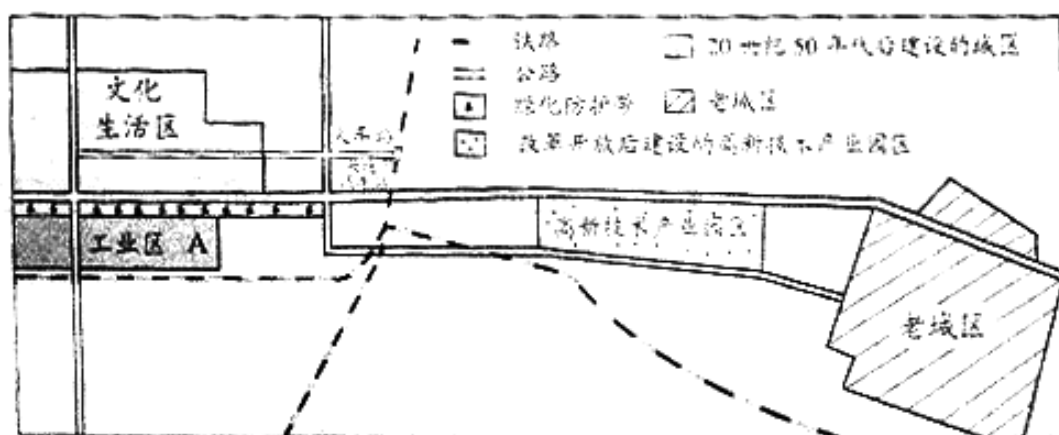 铁路
20世纪50年代后建设的城区
公路
绿化防护带
老城区
改革开放后建设的高新技术产业园区
文化
生活区
火车站
工业区 A
高新技术产业园区
老城区